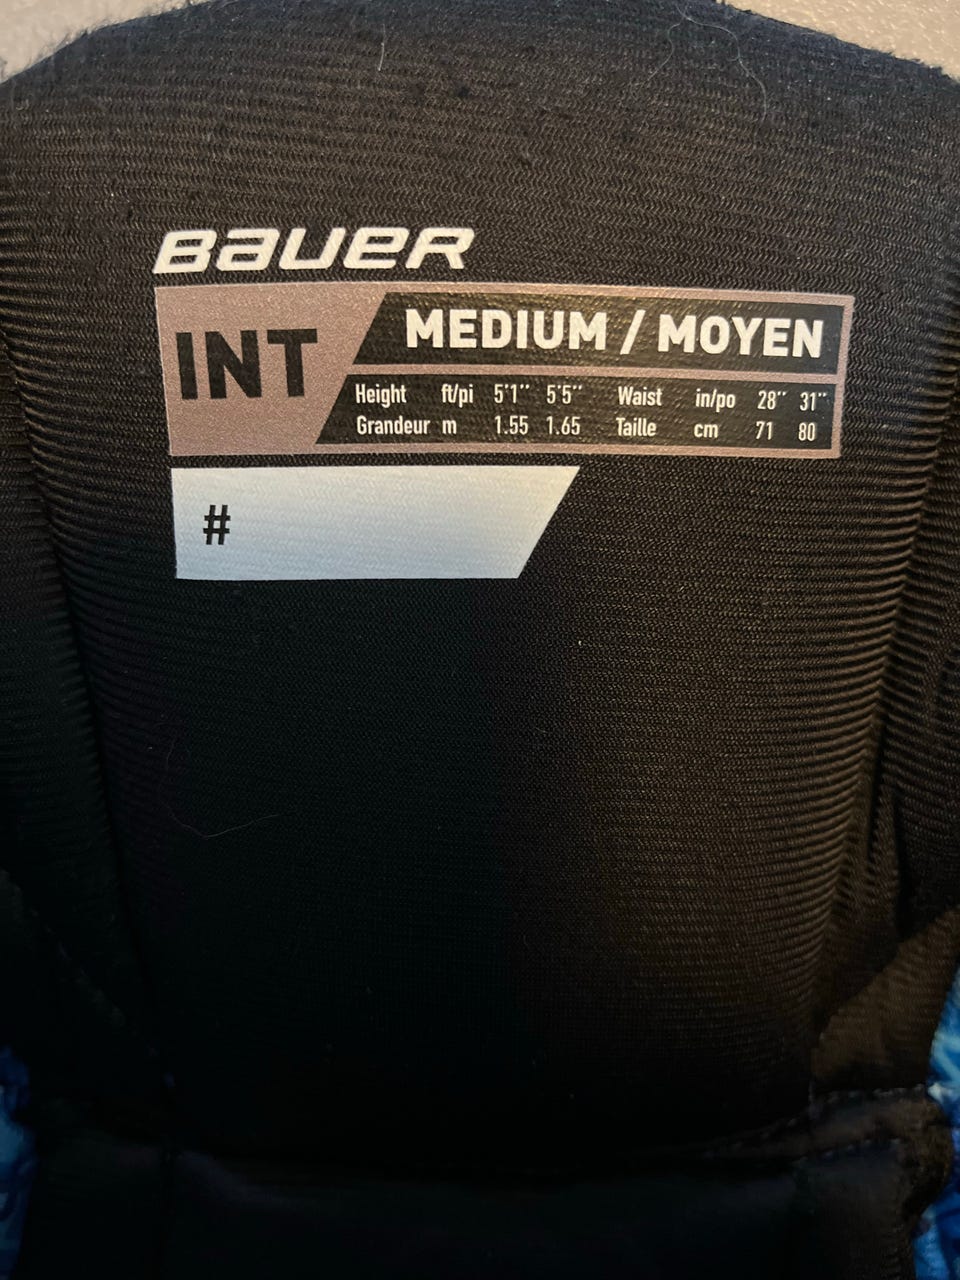 BAUER
INT
MEDIUM / MOYEN
Height ft/pi 5'1'' 5'5'' Waist in/po 28'' 31''
Grandeur m 1.55 1.65 Taille cm 71 80
#